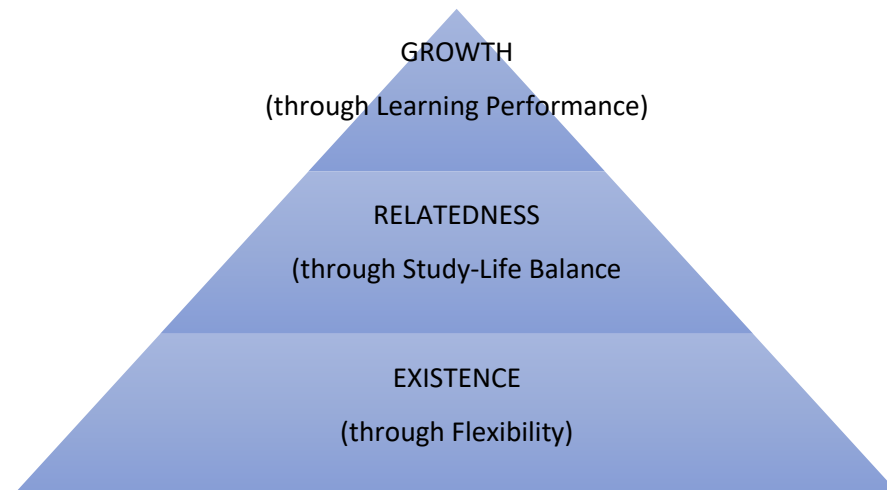 GROWTH
(through Learning Performance)
RELATEDNESS
(through Study-Life Balance
EXISTENCE
(through Flexibility)